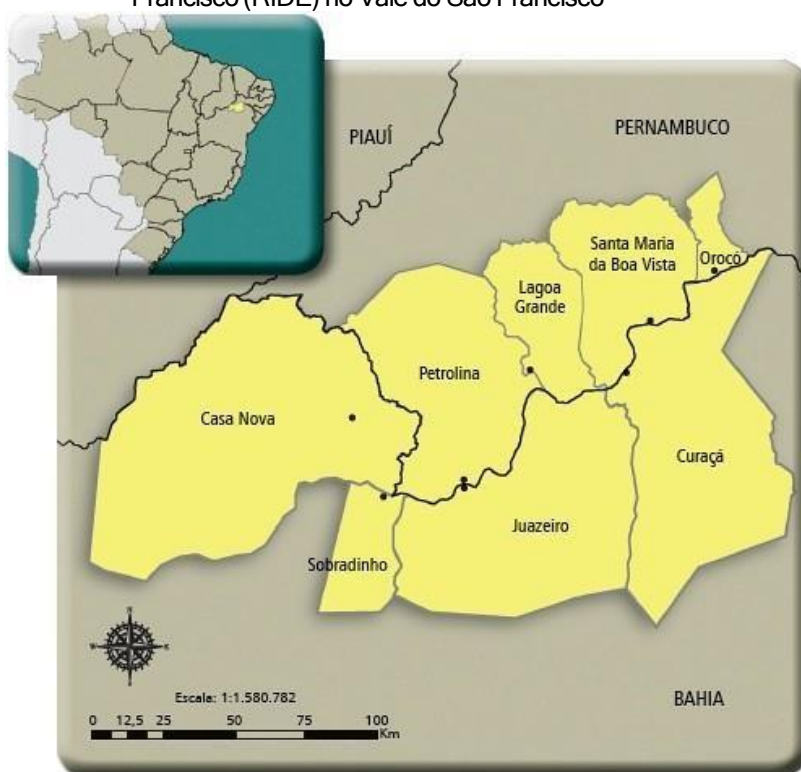 Francisco (RIDE) no Vale do São Francisco
PIAUÍ
PERNAMBUCO
Santa Maria
da Boa Vista
Orocó
Lagoa
Grande
Petrolina
Casa Nova
Curaçá
Juazeiro
Sobradinho
BAHIA
Escala: 1:1.580.782
0 12,5 25 50 75 100
Km